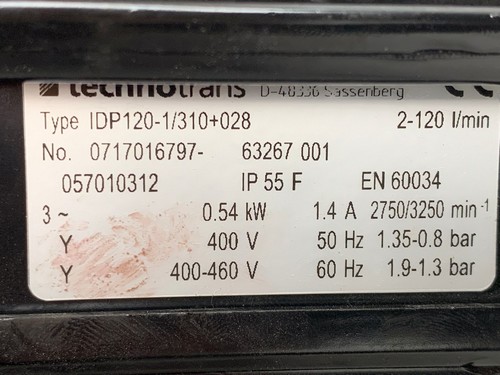 technotrans D-48336 Sassenberg CE
Type IDP120-1/310+028 2-120 l/min
No. 0717016797- 63267 001
057010312 IP 55 F EN 60034
3 ~ 0.54 kW 1.4 A 2750/3250 min⁻¹
Y 400 V 50 Hz 1.35-0.8 bar
Y 400-460 V 60 Hz 1.9-1.3 bar